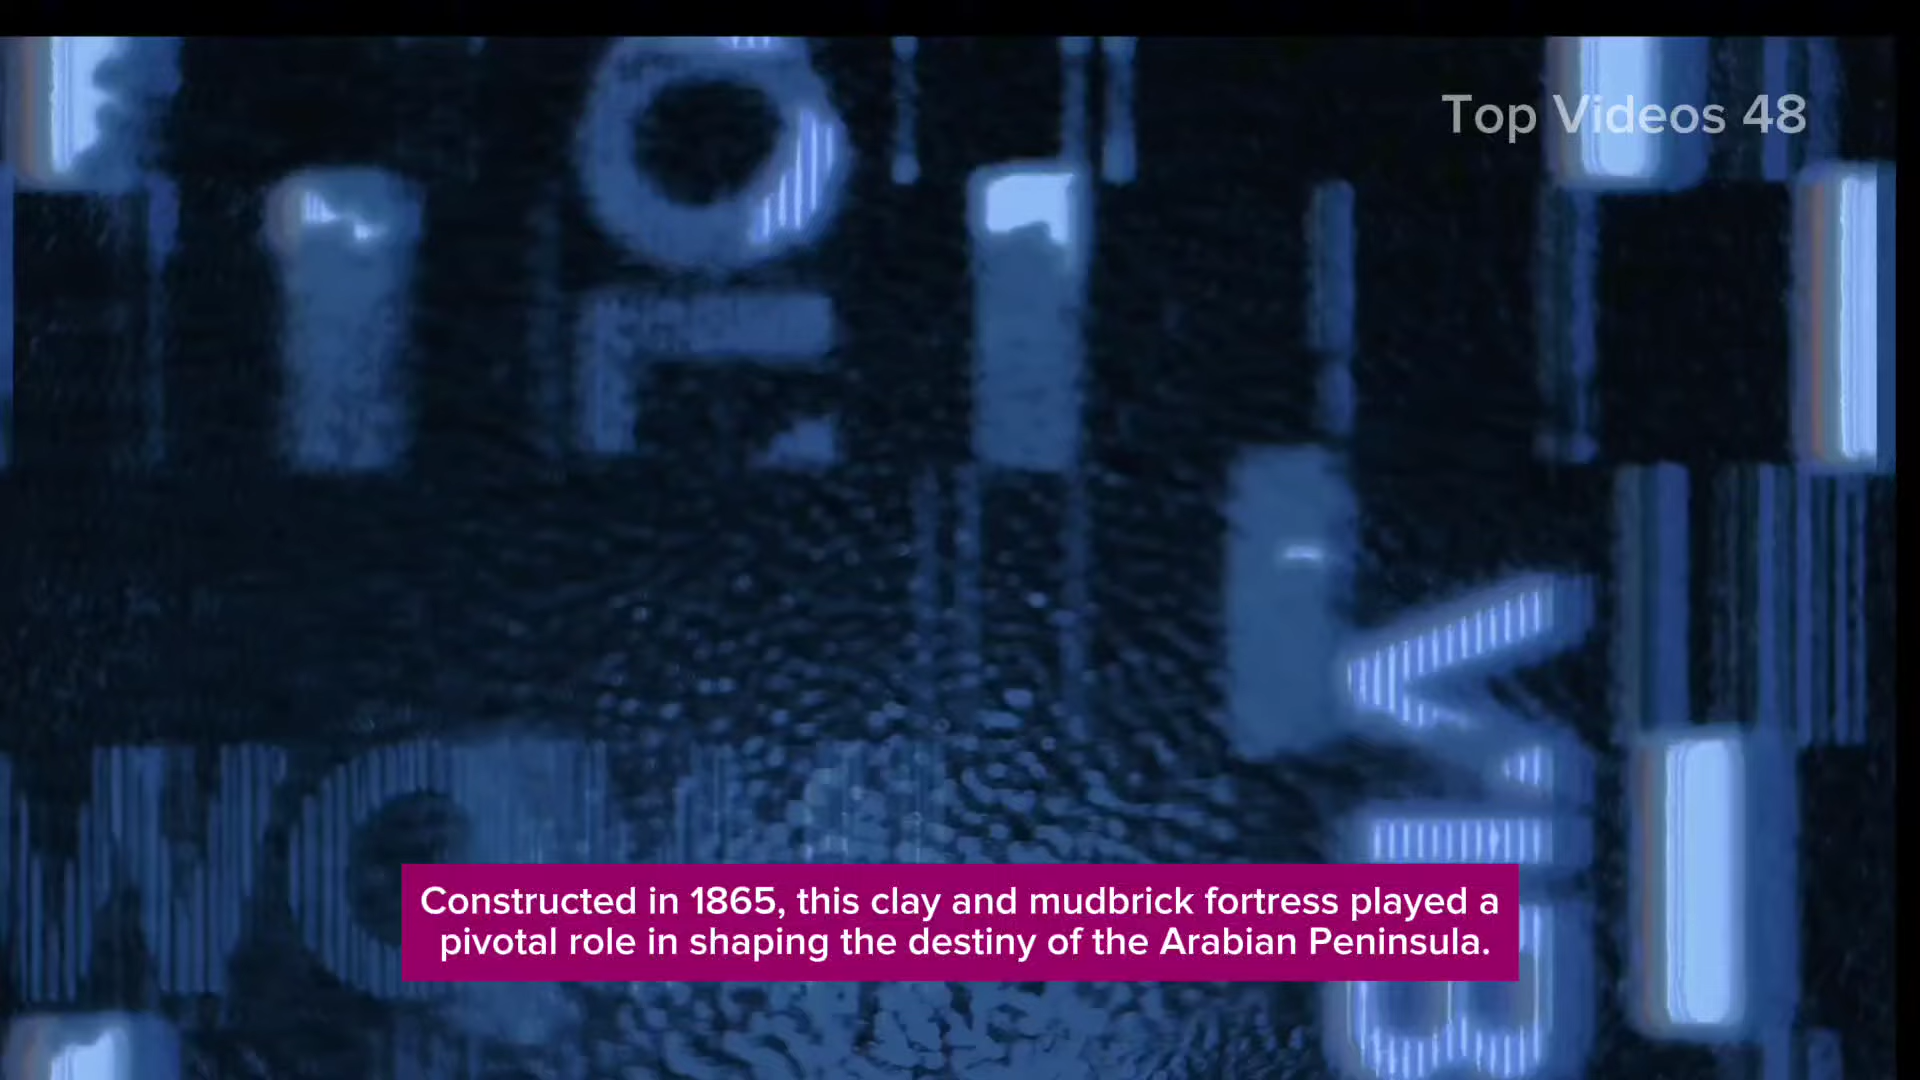 Top Videos 48
Constructed in 1865, this clay and mudbrick fortress played a
pivotal role in shaping the destiny of the Arabian Peninsula.